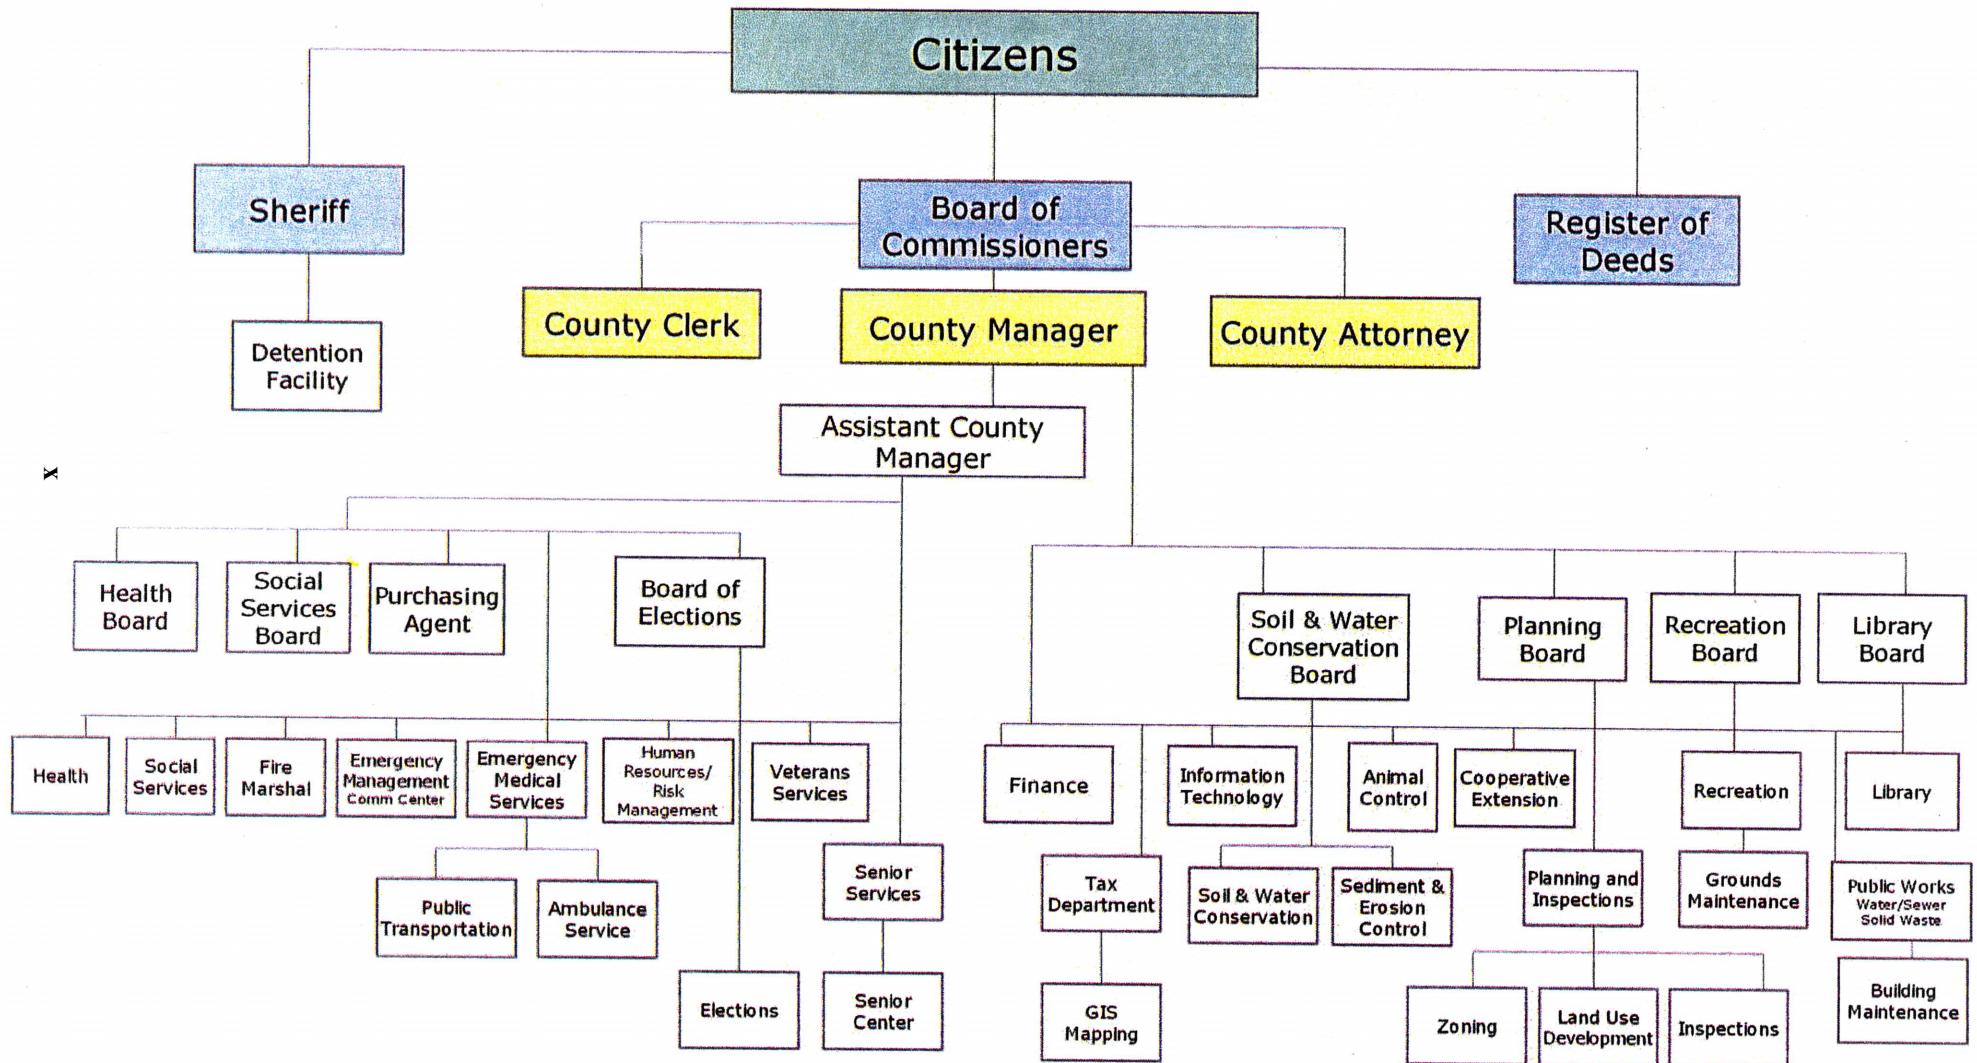 Citizens
Sheriff
Board of
Commissioners
Register of
Deeds
County Clerk
County Manager
County Attorney
Detention
Facility
Assistant County
Manager
x
Health
Board
Social
Services
Board
Purchasing
Agent
Board of
Elections
Soil & Water
Conservation
Board
Planning
Board
Recreation
Board
Library
Board
Health
Social
Services
Fire
Marshal
Emergency
Management
Comm Center
Emergency
Medical
Services
Human
Resources/
Risk
Management
Veterans
Services
Finance
Information
Technology
Animal
Control
Cooperative
Extension
Recreation
Library
Public
Transportation
Ambulance
Service
Senior
Services
Tax
Department
Soil & Water
Conservation
Sediment &
Erosion
Control
Planning and
Inspections
Grounds
Maintenance
Public Works
Water/Sewer
Solid Waste
Elections
Senior
Center
GIS
Mapping
Zoning
Land Use
Development
Inspections
Building
Maintenance